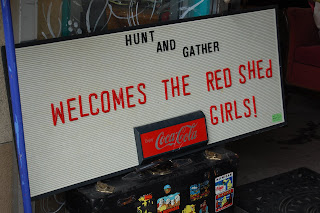 HUNT AND GATHER
WELCOMES THE RED SHED
GIRLS!
Coca-Cola